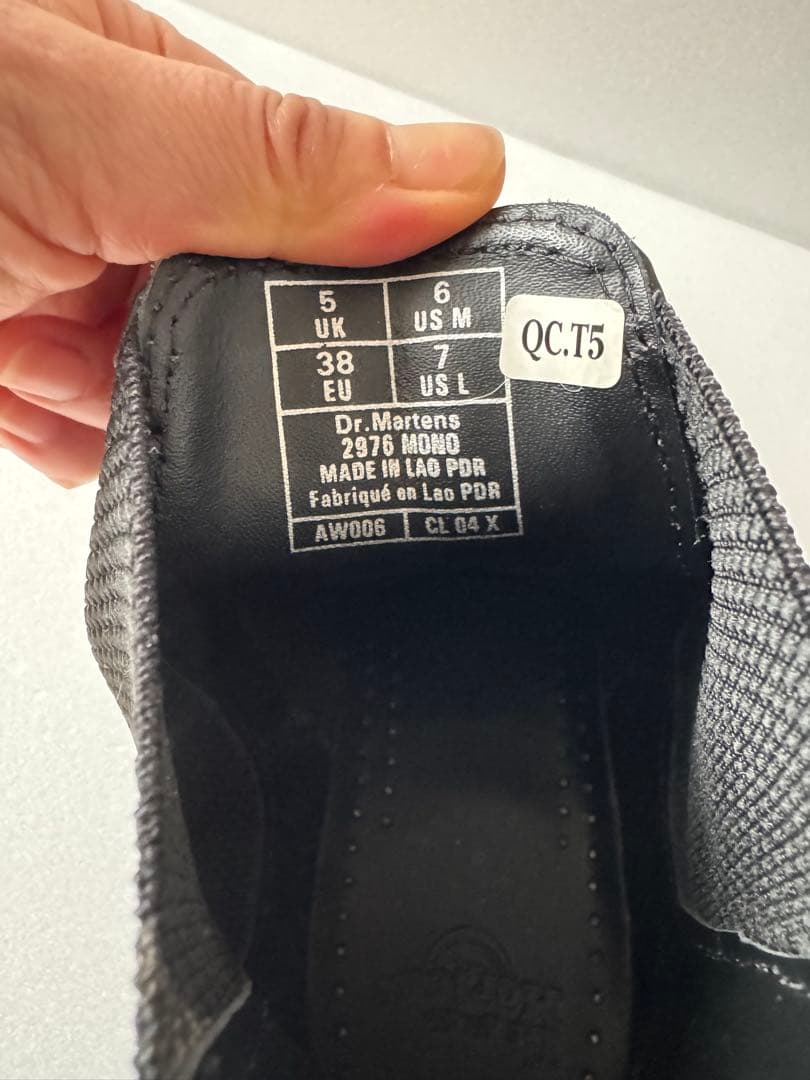 5 UK
6 US M
38 EU
7 US L
Dr.Martens
2976 MONO
MADE IN LAO PDR
Fabriqué en Lao PDR
AW006
CL 04 X
QC.T5